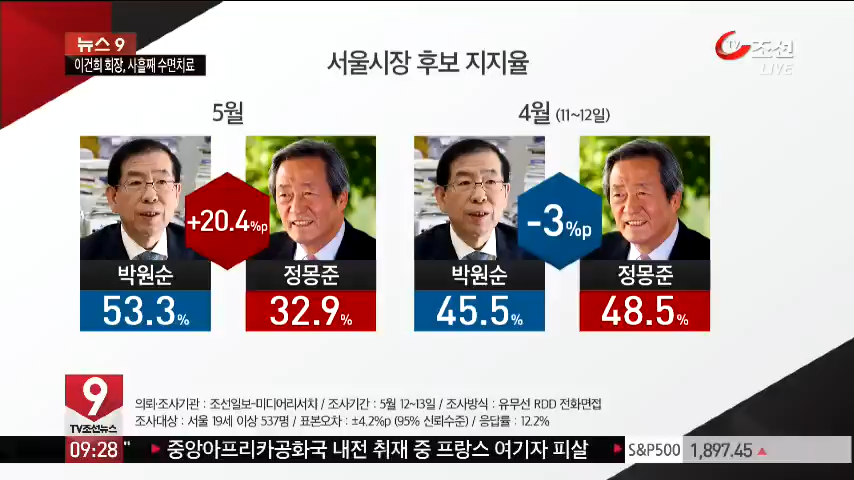 뉴스 9
이건희 회장, 사흘째 수면치료
서울시장 후보 지지율
TV조선
LIVE
5월
4월 (11~12일)
+20.4%p
-3%p
박원순
정몽준
박원순
정몽준
53.3%
32.9%
45.5%
48.5%
9
TV조선뉴스
의뢰·조사기관 : 조선일보-미디어리서치 / 조사기간 : 5월 12~13일 / 조사방식 : 유무선 RDD 전화면접
조사대상 : 서울 19세 이상 537명 / 표본오차 : ±4.2%p (95% 신뢰수준) / 응답률 : 12.2%
09:28 " 중앙아프리카공화국 내전 취재 중 프랑스 여기자 피살 S&P500 1,897.45 ▲